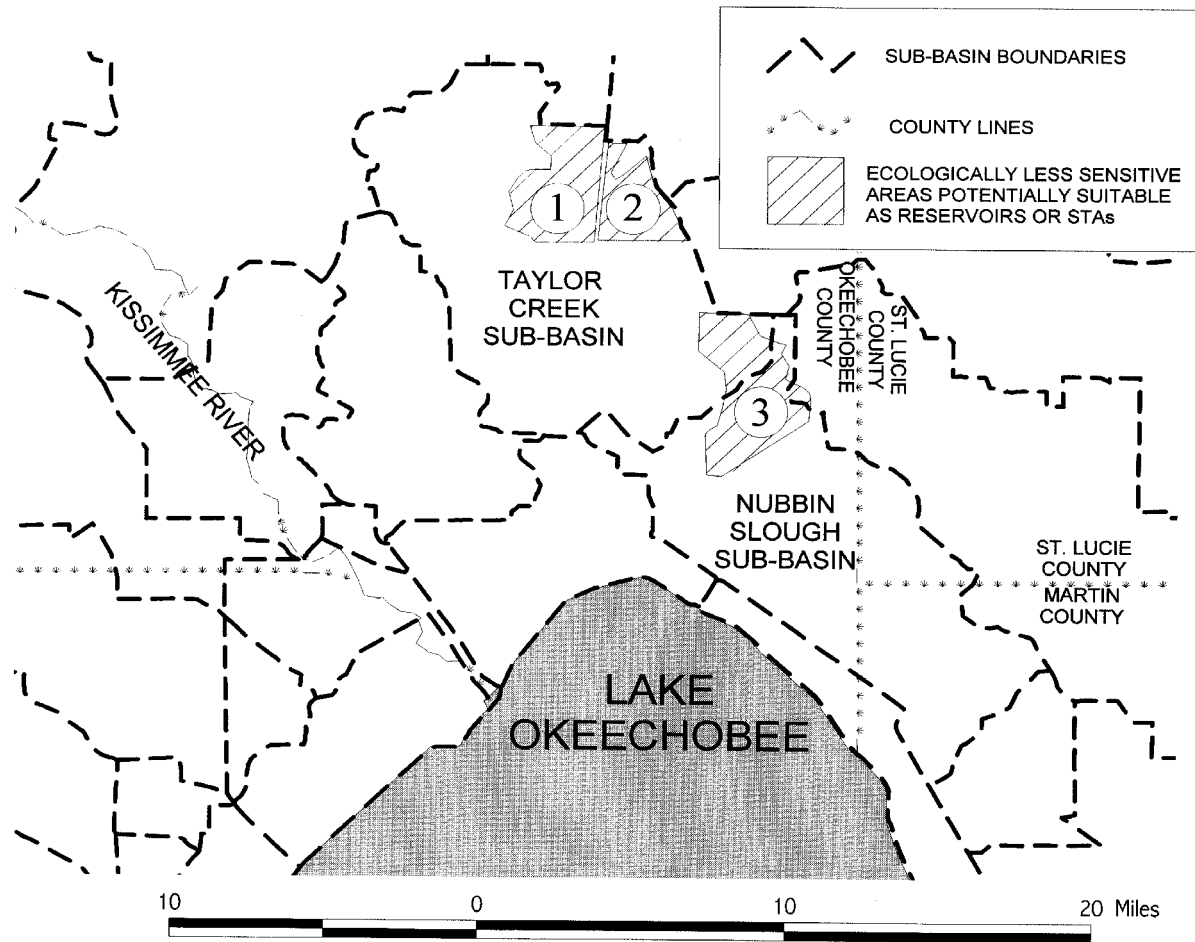 SUB-BASIN BOUNDARIES
COUNTY LINES
ECOLOGICALLY LESS SENSITIVE
AREAS POTENTIALLY SUITABLE
AS RESERVOIRS OR STAs
1
2
TAYLOR
CREEK
SUB-BASIN
KISSIMMEE RIVER
OKEECHOBEE
COUNTY
ST. LUCIE
COUNTY
3
NUBBIN
SLOUGH
SUB-BASIN
ST. LUCIE
COUNTY
MARTIN
COUNTY
LAKE
OKEECHOBEE
10 0 10 20 Miles